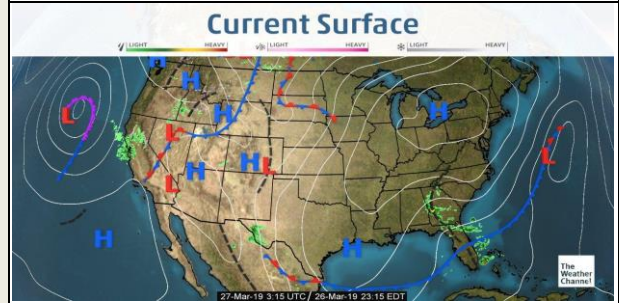 Current Surface
LIGHT HEAVY LIGHT HEAVY LIGHT HEAVY
H
H
L
H
H
L
L
H
H
L
L
H
H
The
Weather
Channel
27-Mar-19 3:15 UTC / 26-Mar-19 23:15 EDT